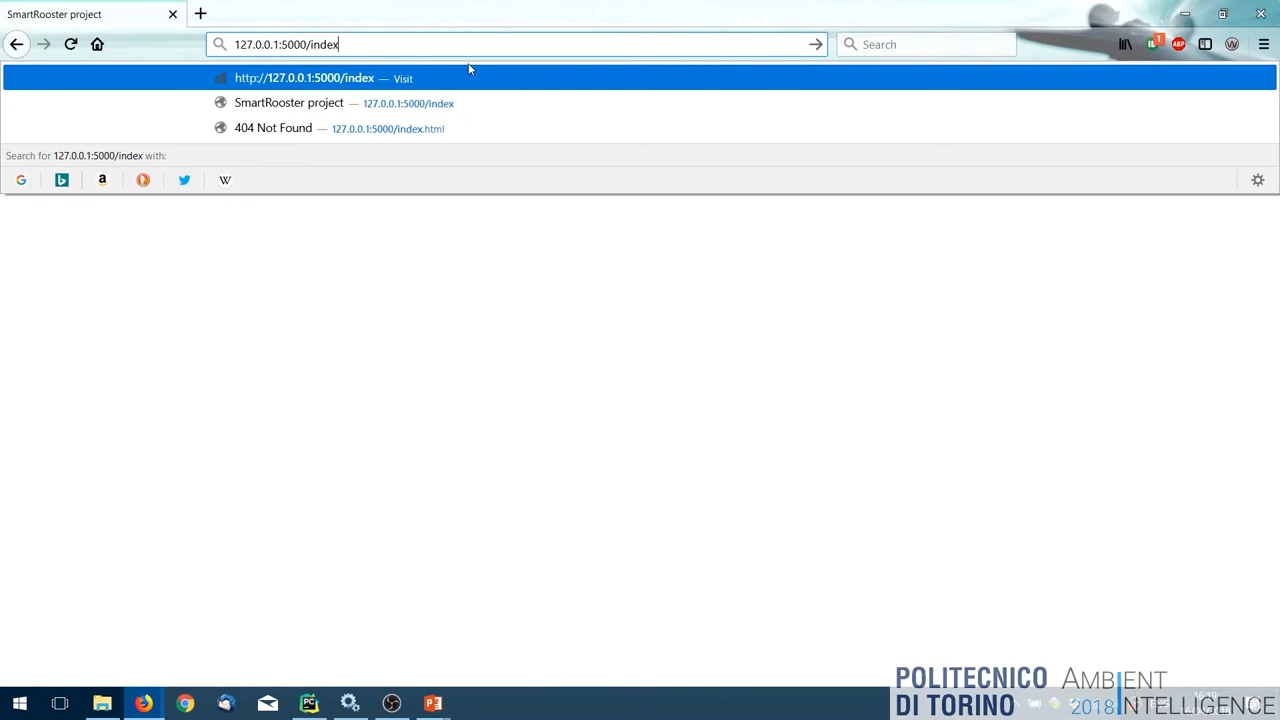 SmartRooster project
127.0.0.1:5000/index
Search
1
ABP
http://127.0.0.1:5000/index — Visit
SmartRooster project — 127.0.0.1:5000/index
404 Not Found — 127.0.0.1:5000/index.html
Search for 127.0.0.1:5000/index with:
POLITECNICO
DI TORINO
AMBIENT
2018 INTELLIGENCE